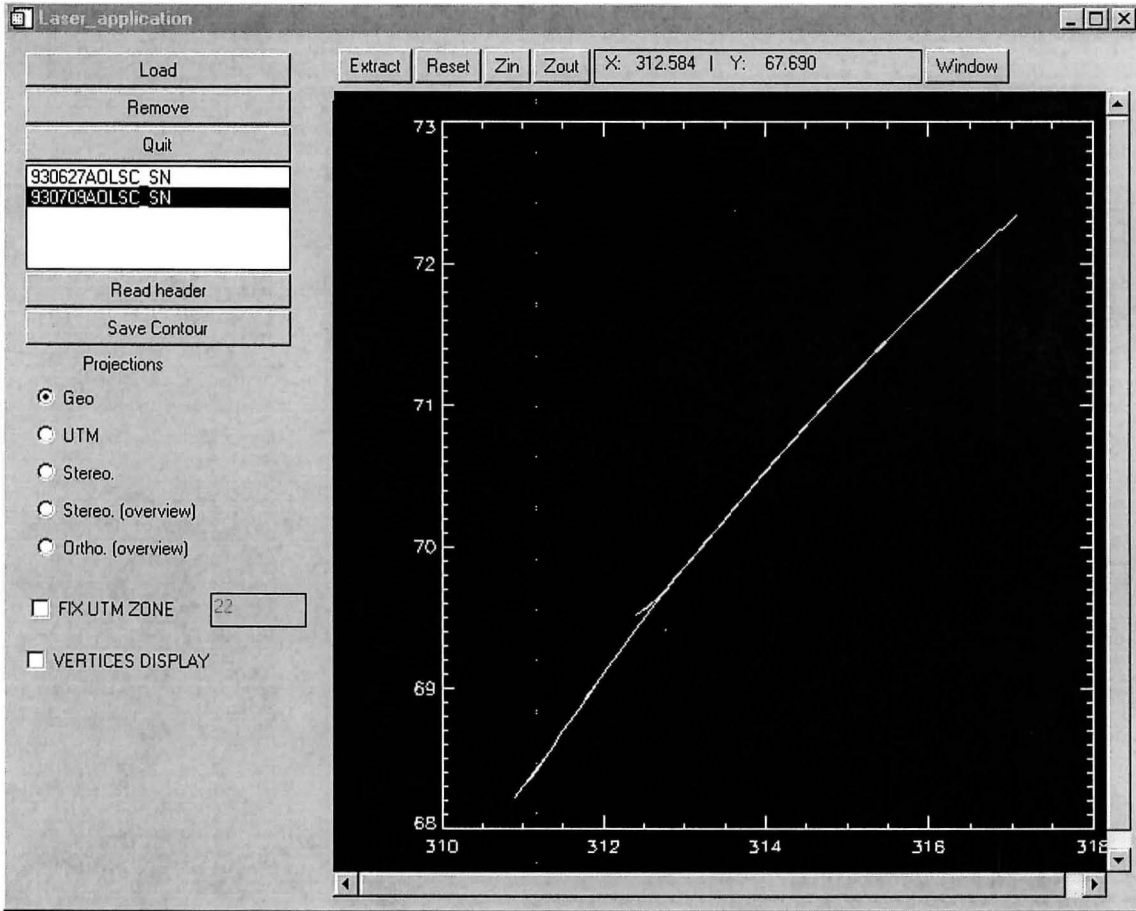 Laser_application
Load
Remove
Quit
930627AOLSC_SN
930709AOLSC_SN
Read header
Save Contour
Projections
Geo
UTM
Stereo.
Stereo. (overview)
Ortho. (overview)
FIX UTM ZONE 22
VERTICES DISPLAY
Extract Reset Zin Zout X: 312.584 | Y: 67.690 Window
73
72
71
70
69
68
310 312 314 316 318